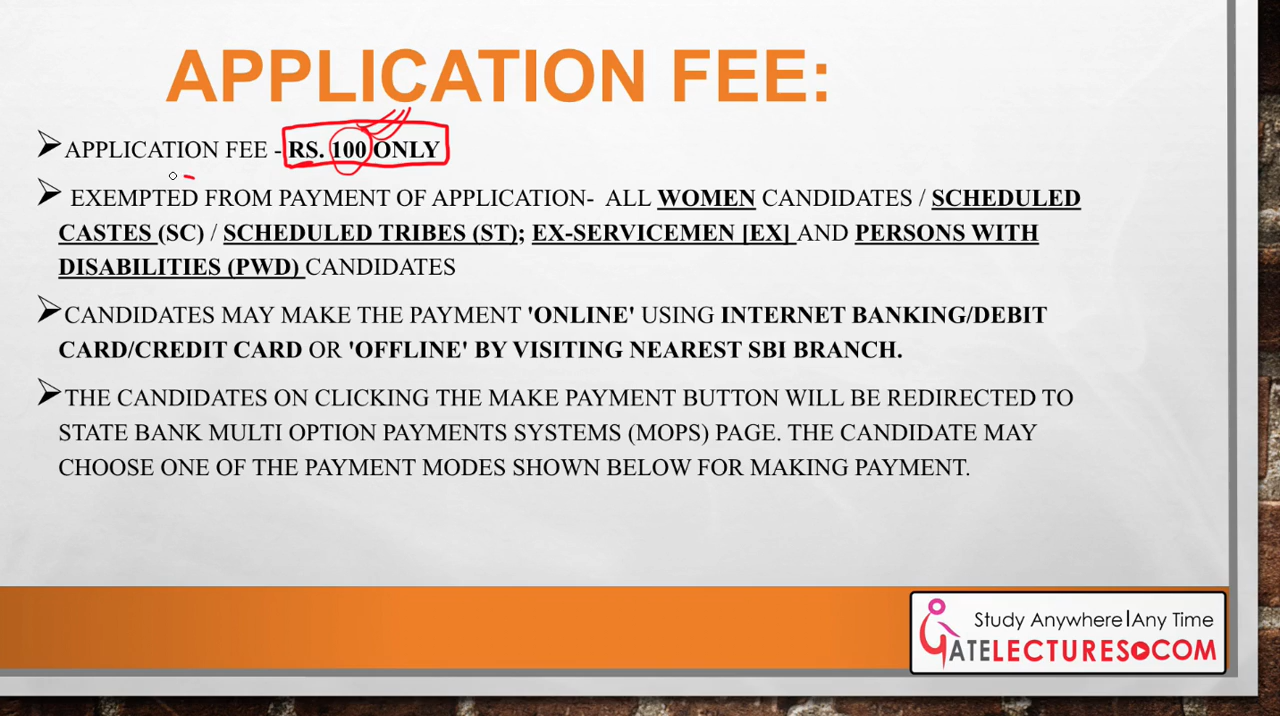 APPLICATION FEE:
APPLICATION FEE - RS. 100 ONLY
EXEMPTED FROM PAYMENT OF APPLICATION- ALL WOMEN CANDIDATES / SCHEDULED
CASTES (SC) / SCHEDULED TRIBES (ST); EX-SERVICEMEN [EX] AND PERSONS WITH
DISABILITIES (PWD) CANDIDATES
CANDIDATES MAY MAKE THE PAYMENT 'ONLINE' USING INTERNET BANKING/DEBIT
CARD/CREDIT CARD OR 'OFFLINE' BY VISITING NEAREST SBI BRANCH.
THE CANDIDATES ON CLICKING THE MAKE PAYMENT BUTTON WILL BE REDIRECTED TO
STATE BANK MULTI OPTION PAYMENTS SYSTEMS (MOPS) PAGE. THE CANDIDATE MAY
CHOOSE ONE OF THE PAYMENT MODES SHOWN BELOW FOR MAKING PAYMENT.
Study Anywhere|Any Time
GATELECTURES.COM